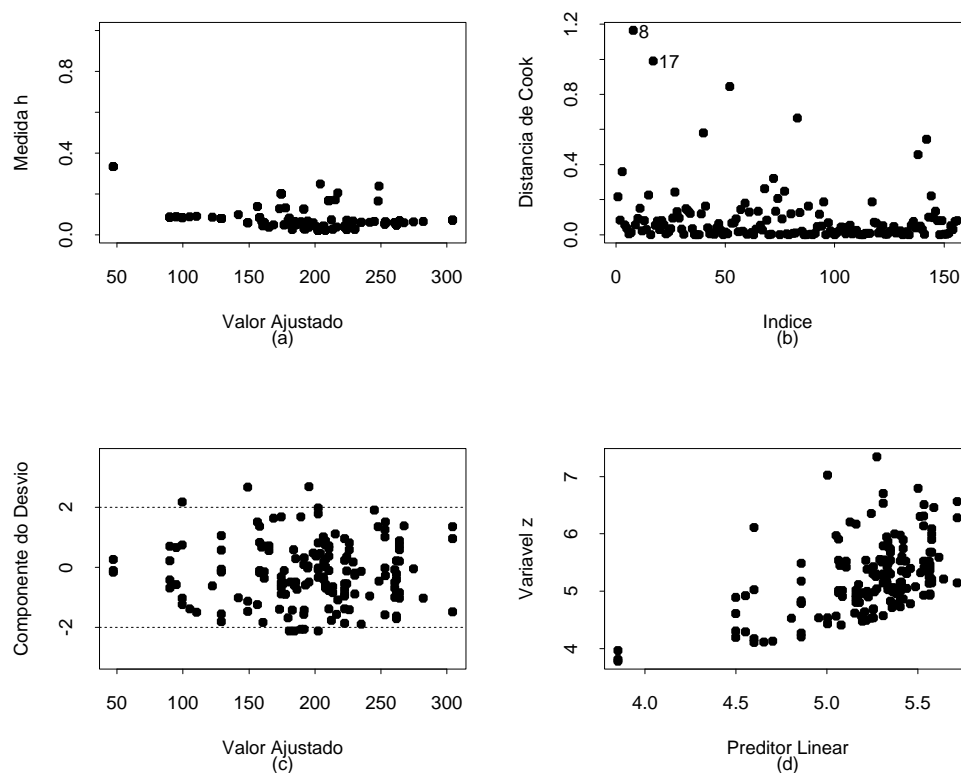 Medida h
0.0 0.4 0.8
50 100 150 200 250 300
Valor Ajustado
(a)
Distancia de Cook
0.0 0.4 0.8 1.2
8
17
0 50 100 150
Indice
(b)
Componente do Desvio
-2 0 2
50 100 150 200 250 300
Valor Ajustado
(c)
Variavel z
4 5 6 7
4.0 4.5 5.0 5.5
Preditor Linear
(d)